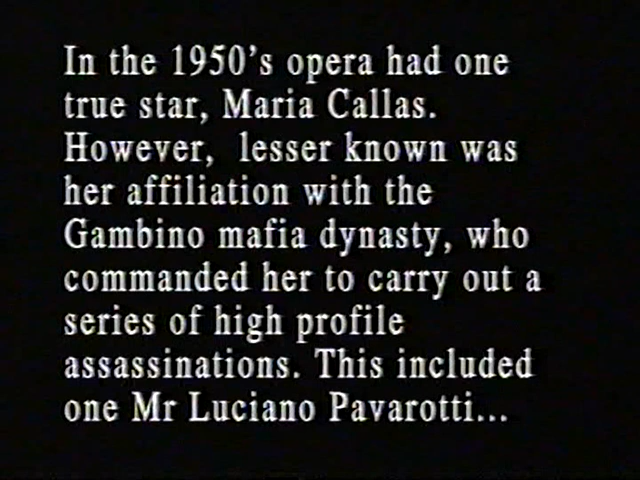 In the 1950's opera had one
true star, Maria Callas.
However,  lesser known was
her affiliation with the
Gambino mafia dynasty, who
commanded her to carry out a
series of high profile
assassinations. This included
one Mr Luciano Pavarotti...